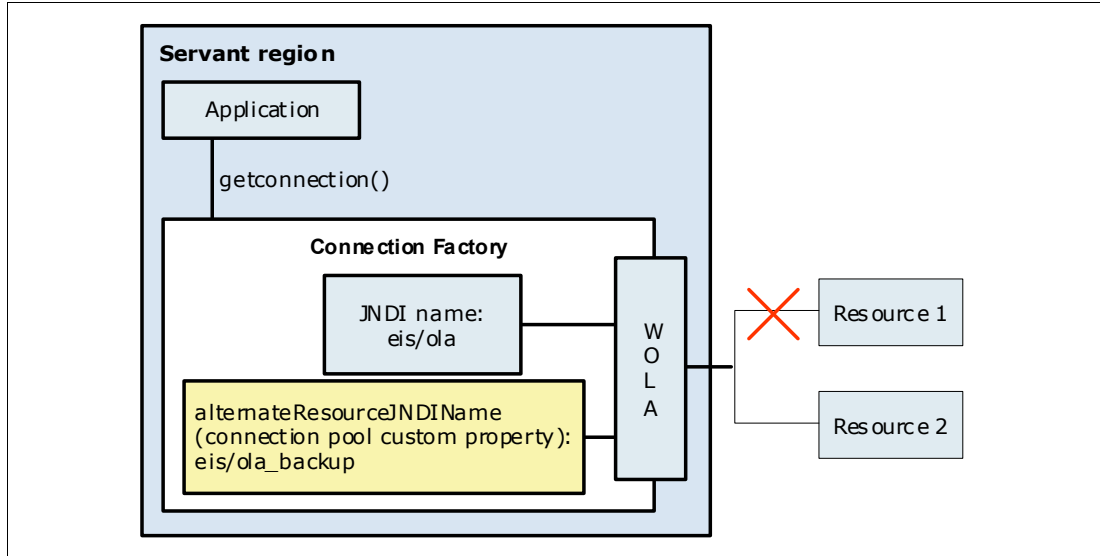 Servant region
Application
getconnection()
Connection Factory
JNDI name:
eis/ola
alternateResourceJNDIName
(connection pool custom property):
eis/ola_backup
W
O
L
A
Resource 1
Resource 2